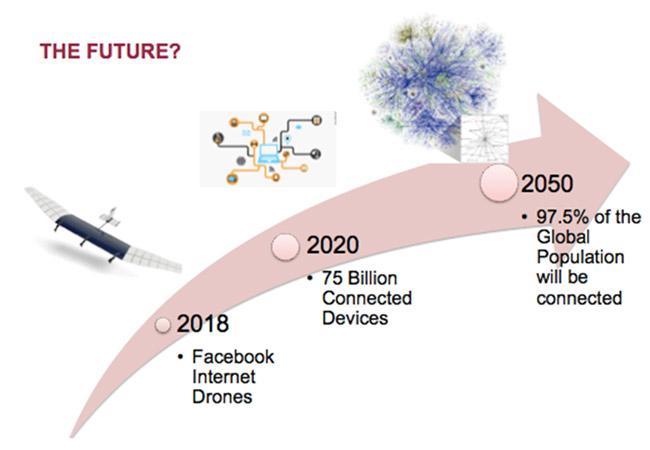 THE FUTURE?
2018
• Facebook
Internet
Drones
2020
• 75 Billion
Connected
Devices
2050
• 97.5% of the
Global
Population
will be
connected